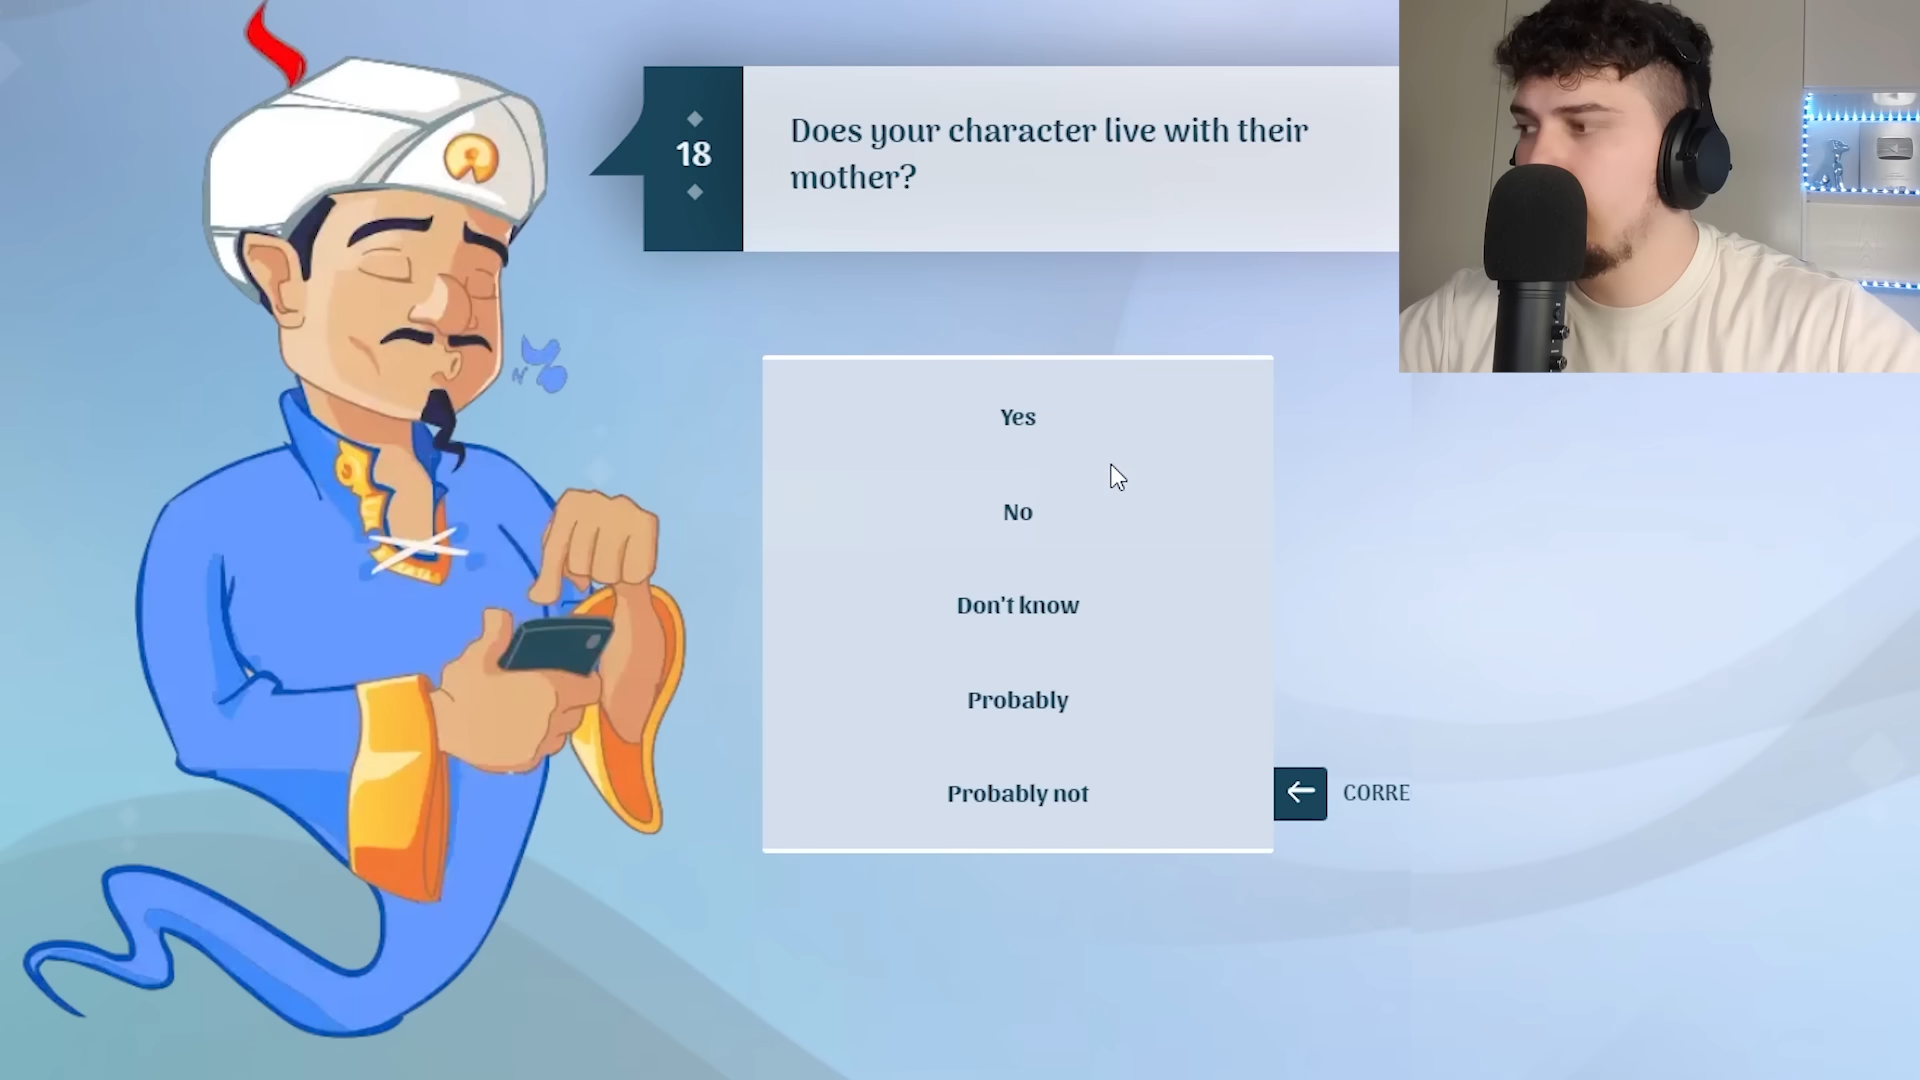 18
Does your character live with their
mother?
Yes
No
Don't know
Probably
Probably not
CORRE